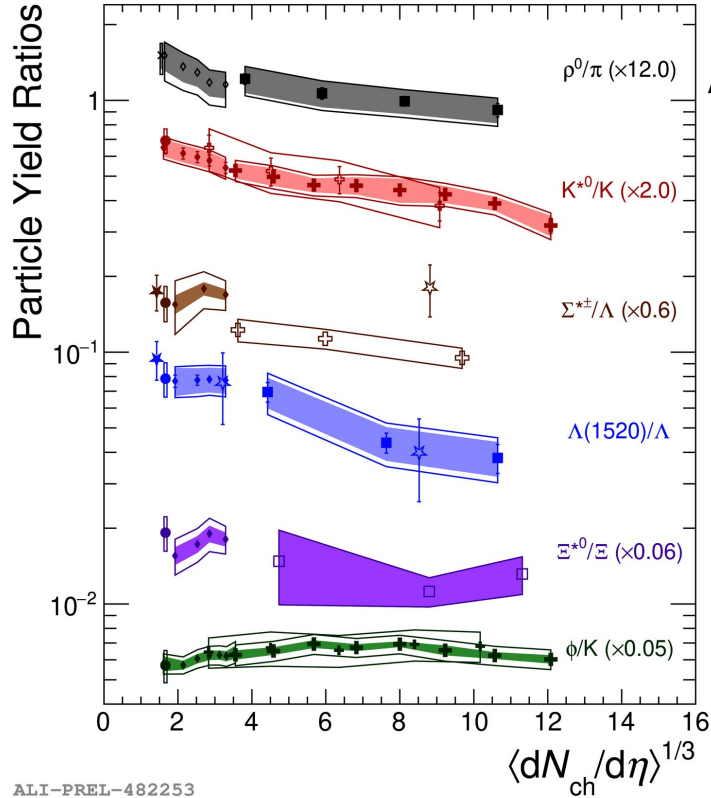 Particle Yield Ratios
1
10⁻¹
10⁻²
ρ⁰/π (×12.0)
K*⁰/K (×2.0)
Σ*±/Λ (×0.6)
Λ(1520)/Λ
Ξ*⁰/Ξ (×0.06)
ϕ/K (×0.05)
0 2 4 6 8 10 12 14 16
⟨dN_ch/dη⟩¹/³
ALI-PREL-482253